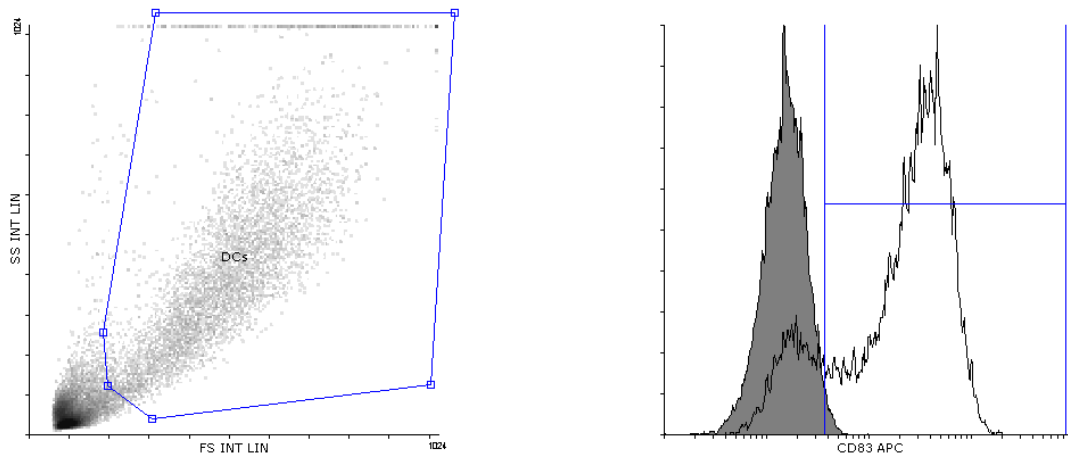 1024
SS INT LIN
DCs
FS INT LIN
1024
CD83 APC